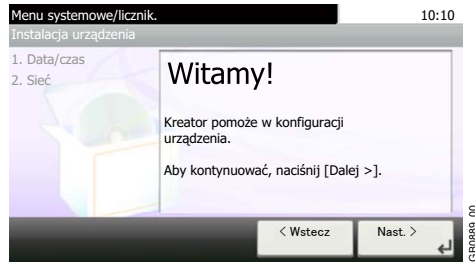 Menu systemowe/licznik.
10:10
Instalacja urządzenia
1. Data/czas
2. Sieć
Witamy!
Kreator pomoże w konfiguracji
urządzenia.
Aby kontynuować, naciśnij [Dalej >].
< Wstecz
Nast. >
GB0889_00